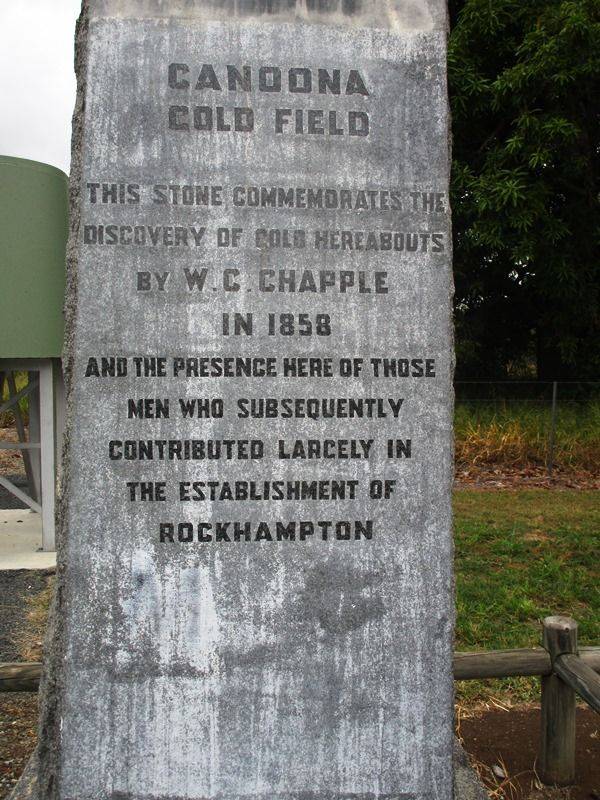 CANOONA
GOLD FIELD
THIS STONE COMMEMORATES THE
DISCOVERY OF GOLD HEREABOUTS
BY W.C. CHAPPLE
IN 1858
AND THE PRESENCE HERE OF THOSE
MEN WHO SUBSEQUENTLY
CONTRIBUTED LARGELY IN
THE ESTABLISHMENT OF
ROCKHAMPTON